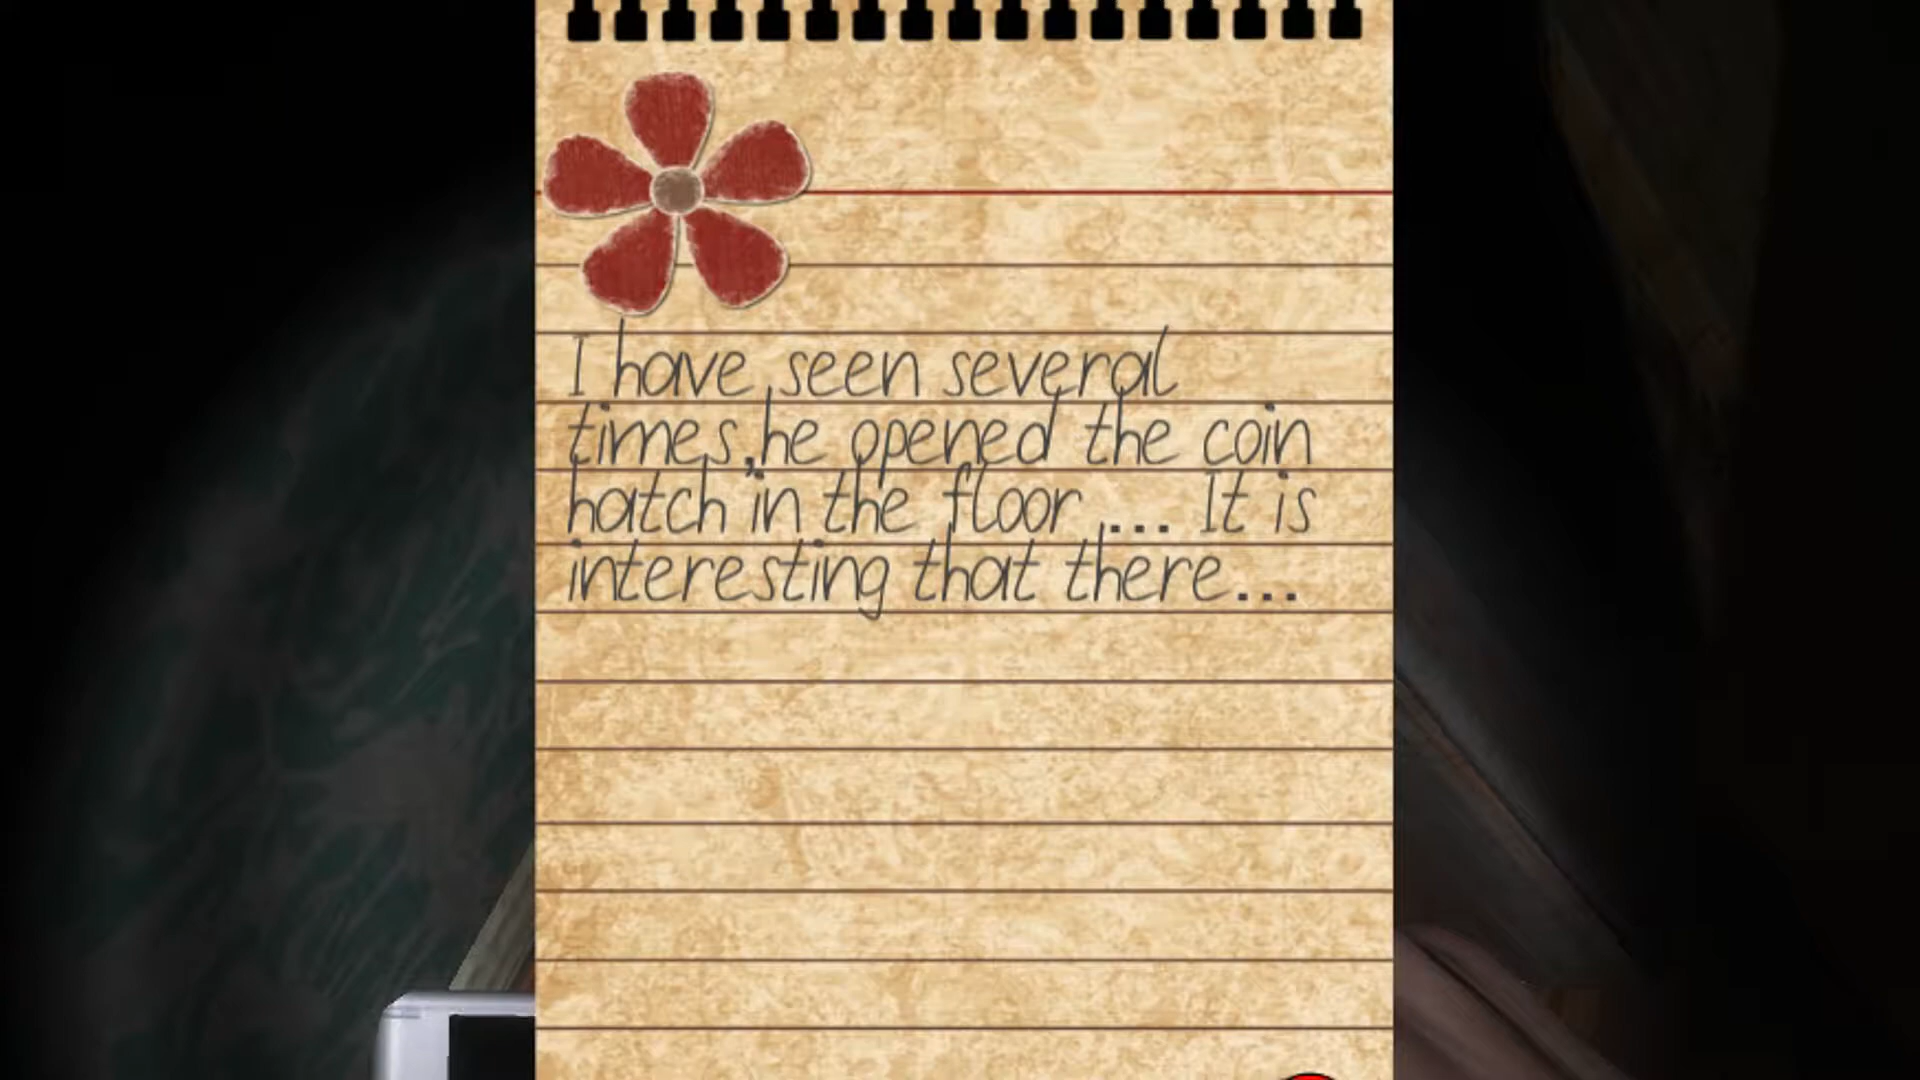 I have seen several
times, he opened the coin
hatch in the floor .... It is
interesting that there...